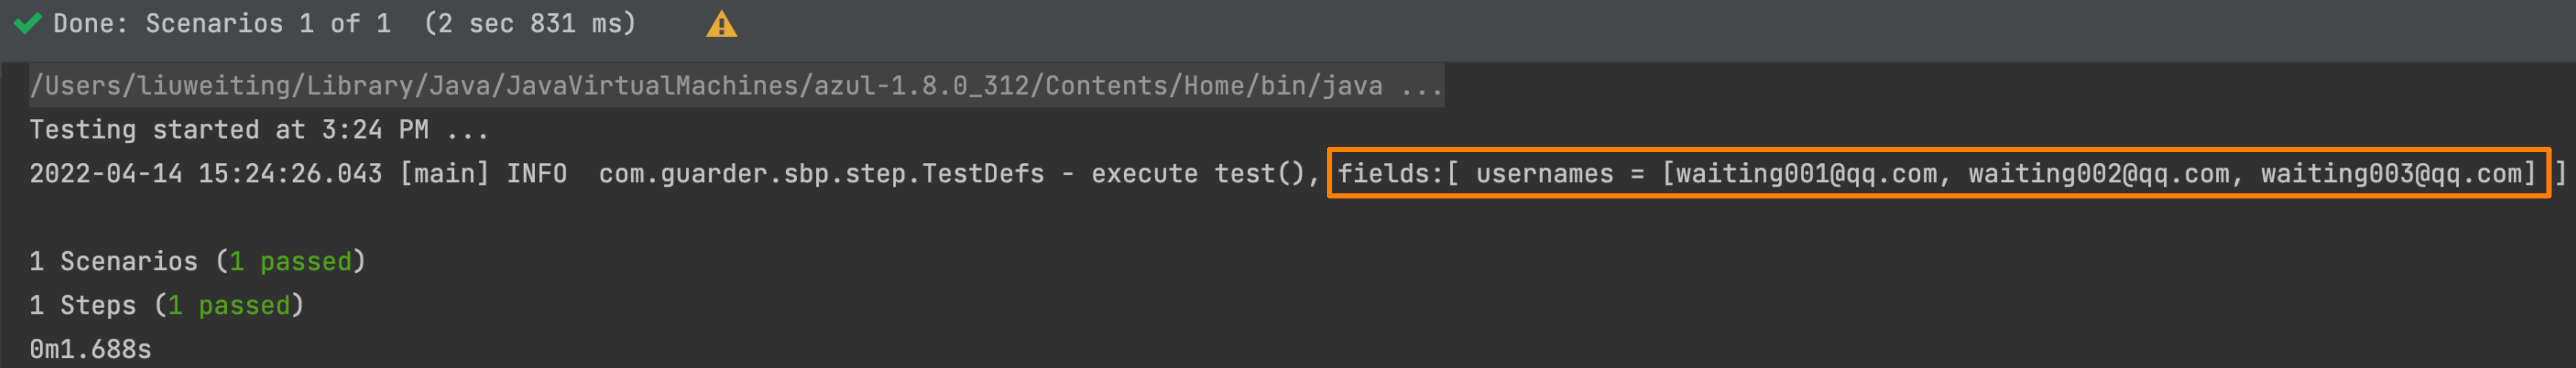 Done: Scenarios 1 of 1 (2 sec 831 ms)
/Users/liuweiting/Library/Java/JavaVirtualMachines/azul-1.8.0_312/Contents/Home/bin/java ...
Testing started at 3:24 PM ...
2022-04-14 15:24:26.043 [main] INFO  com.guarder.sbp.step.TestDefs - execute test(), fields:[ usernames = [waiting001@qq.com, waiting002@qq.com, waiting003@qq.com] ]
1 Scenarios (1 passed)
1 Steps (1 passed)
0m1.688s